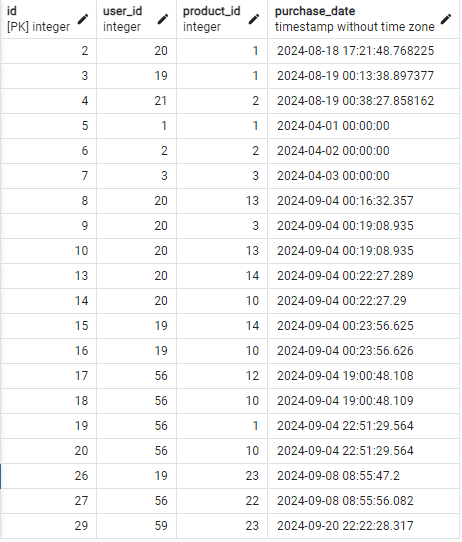 id user_id product_id purchase_date
[PK] integer integer integer timestamp without time zone
2 20 1 2024-08-18 17:21:48.768225
3 19 1 2024-08-19 00:13:38.897377
4 21 2 2024-08-19 00:38:27.858162
5 1 1 2024-04-01 00:00:00
6 2 2 2024-04-02 00:00:00
7 3 3 2024-04-03 00:00:00
8 20 13 2024-09-04 00:16:32.357
9 20 3 2024-09-04 00:19:08.935
10 20 13 2024-09-04 00:19:08.935
13 20 14 2024-09-04 00:22:27.289
14 20 10 2024-09-04 00:22:27.29
15 19 14 2024-09-04 00:23:56.625
16 19 10 2024-09-04 00:23:56.626
17 56 12 2024-09-04 19:00:48.108
18 56 10 2024-09-04 19:00:48.109
19 56 1 2024-09-04 22:51:29.564
20 56 10 2024-09-04 22:51:29.564
26 19 23 2024-09-08 08:55:47.2
27 56 22 2024-09-08 08:55:56.082
29 59 23 2024-09-20 22:22:28.317